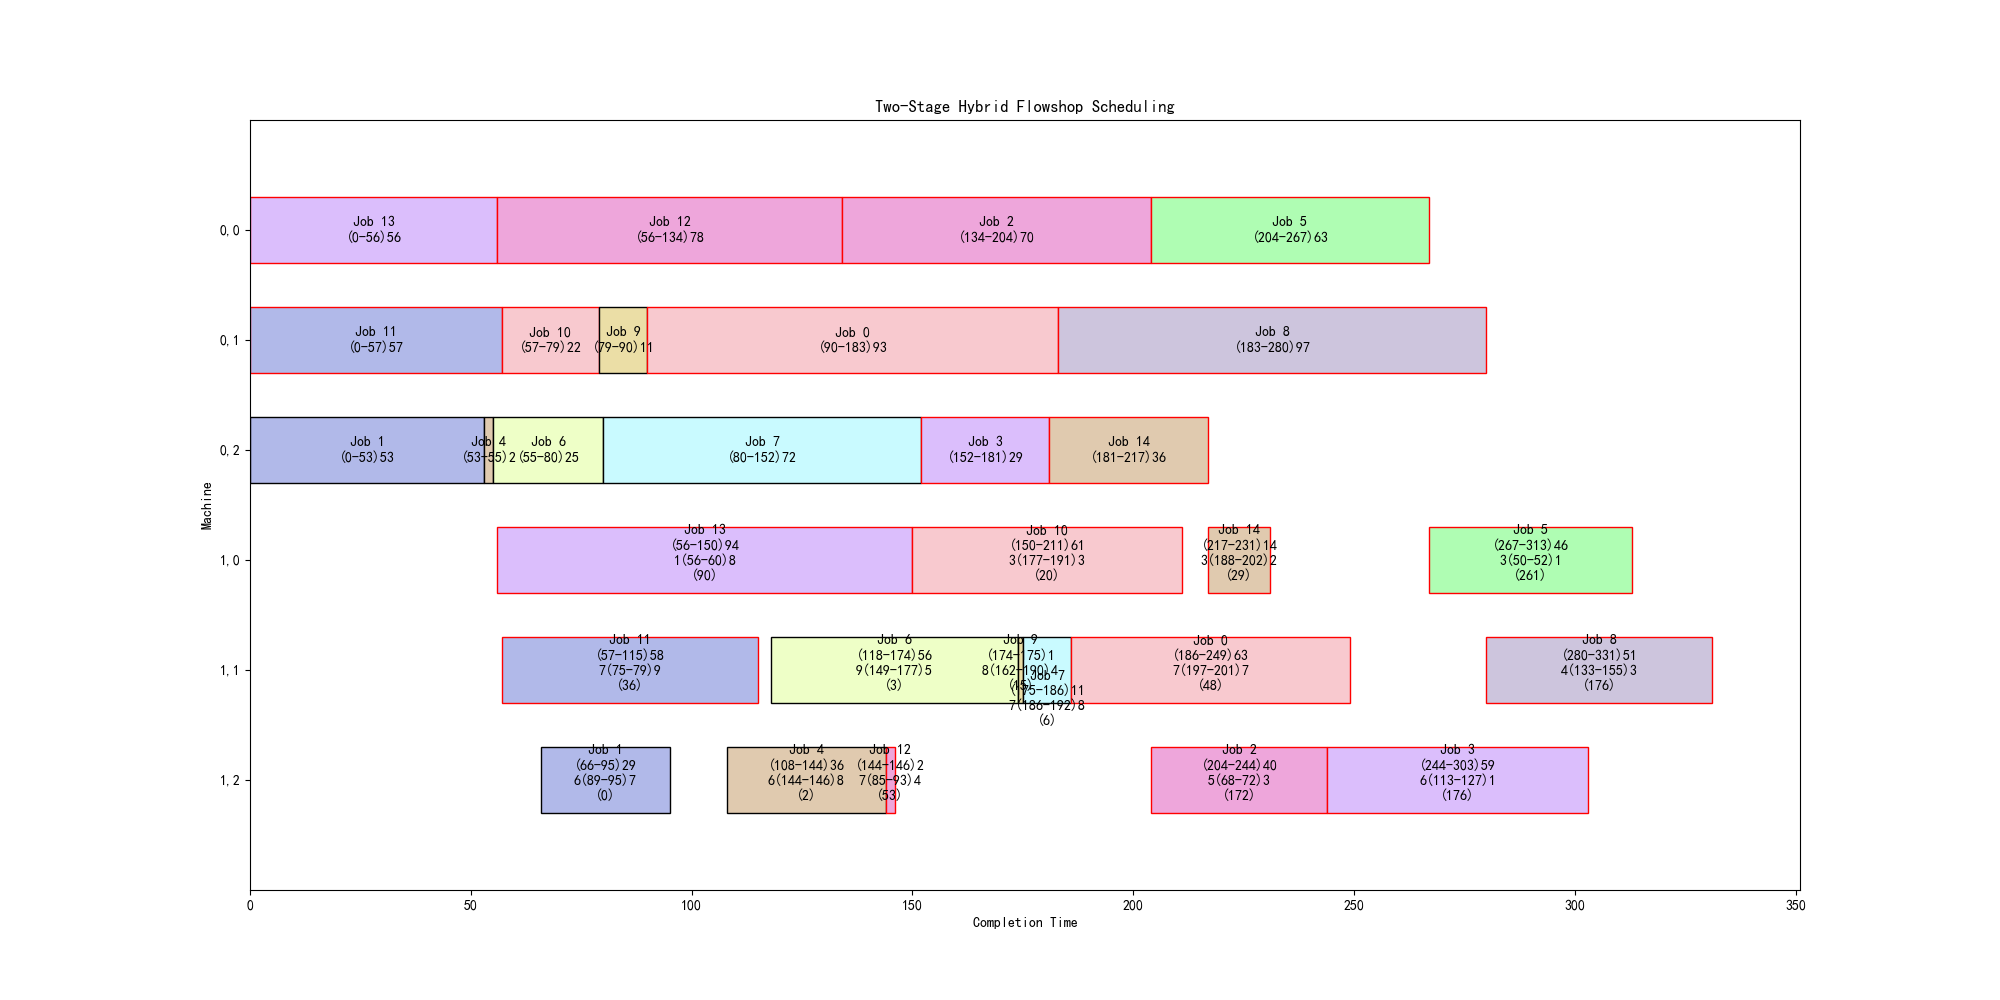 Two-Stage Hybrid Flowshop Scheduling
Machine
0,0
Job 13
(0-56)56
Job 12
(56-134)78
Job 2
(134-204)70
Job 5
(204-267)63
0,1
Job 11
(0-57)57
Job 10
(57-79)22
Job 9
(79-90)11
Job 0
(90-183)93
Job 8
(183-280)97
0,2
Job 1
(0-53)53
Job 4
(53-55)2
Job 6
(55-80)25
Job 7
(80-152)72
Job 3
(152-181)29
Job 14
(181-217)36
1,0
Job 13
(56-150)94
1(56-60)8
(90)
Job 10
(150-211)61
3(177-191)3
(20)
Job 14
(217-231)14
3(188-202)2
(29)
Job 5
(267-313)46
3(50-52)1
(261)
1,1
Job 11
(57-115)58
7(75-79)9
(36)
Job 6
(118-174)56
9(149-177)5
(3)
Job 9
(174-175)1
8(162-190)4
(15)
Job 7
(175-186)11
7(186-192)8
(6)
Job 0
(186-249)63
7(197-201)7
(48)
Job 8
(280-331)51
4(133-155)3
(176)
1,2
Job 1
(66-95)29
6(89-95)7
(0)
Job 4
(108-144)36
6(144-146)8
(2)
Job 12
(144-146)2
7(85-93)4
(53)
Job 2
(204-244)40
5(68-72)3
(172)
Job 3
(244-303)59
6(113-127)1
(176)
0
50
100
150
200
250
300
350
Completion Time